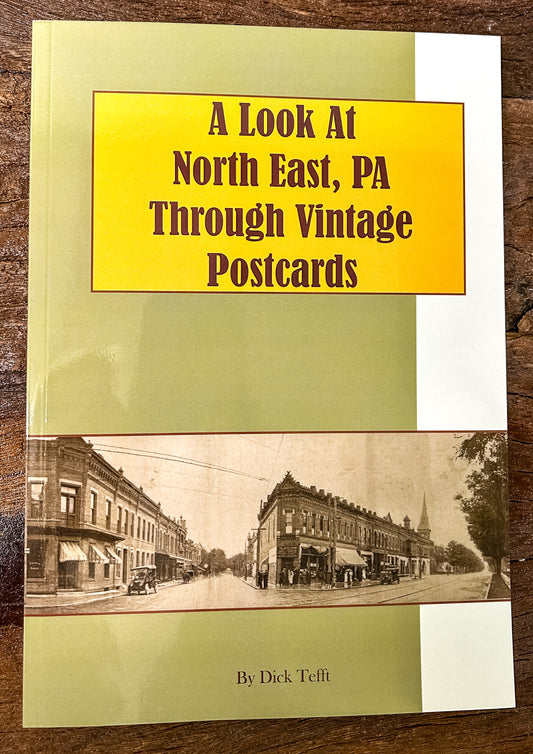 A Look At
North East, PA
Through Vintage
Postcards
By Dick Tefft